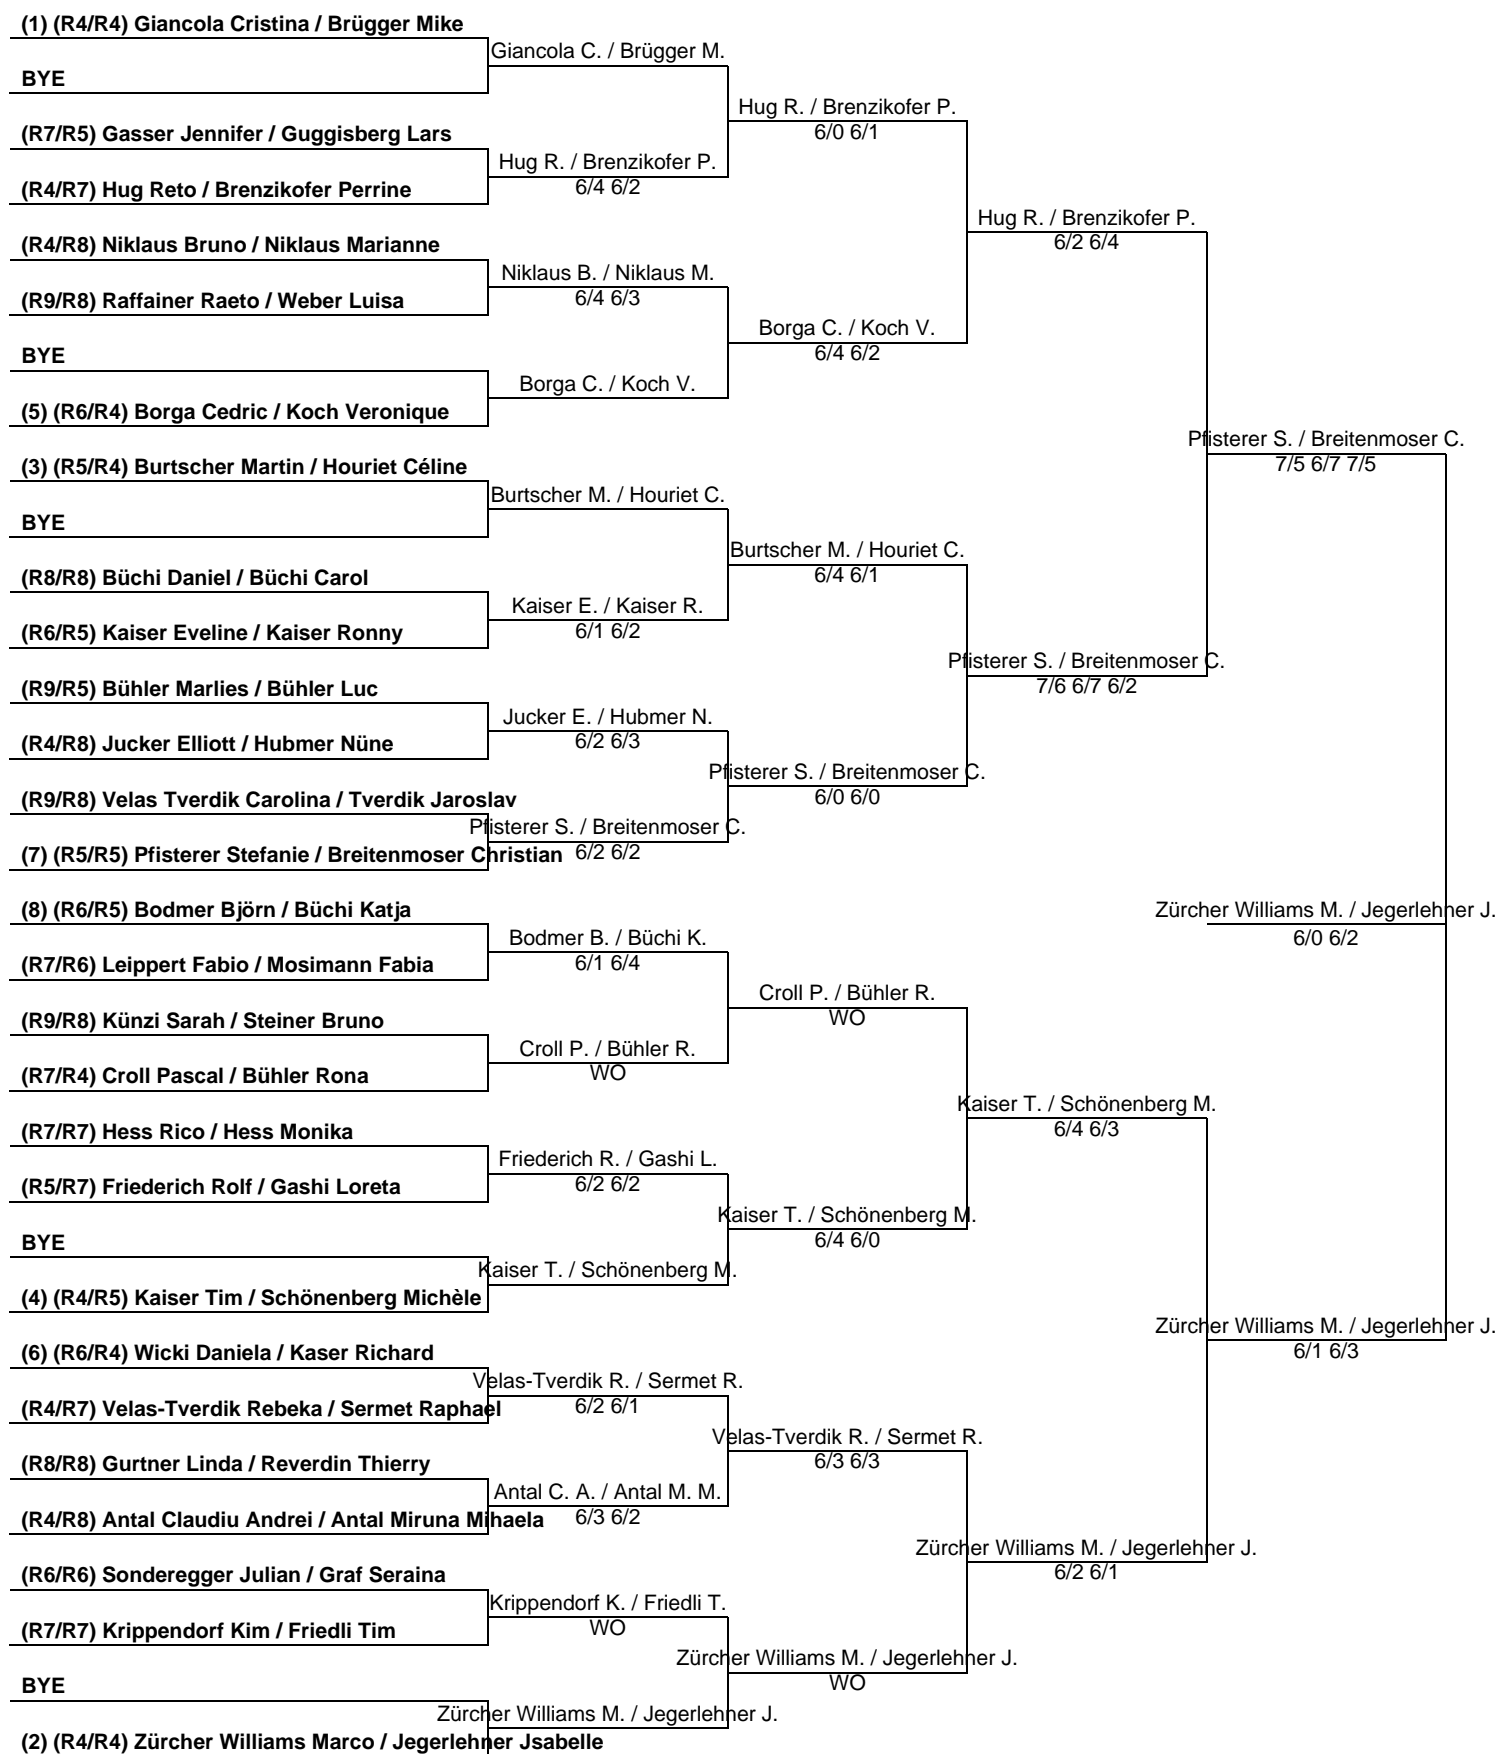 (1) (R4/R4) Giancola Cristina / Brügger Mike
Giancola C. / Brügger M.
BYE
Hug R. / Brenzikofer P.
6/0 6/1
(R7/R5) Gasser Jennifer / Guggisberg Lars
Hug R. / Brenzikofer P.
6/4 6/2
(R4/R7) Hug Reto / Brenzikofer Perrine
Hug R. / Brenzikofer P.
6/2 6/4
(R4/R8) Niklaus Bruno / Niklaus Marianne
Niklaus B. / Niklaus M.
6/4 6/3
(R9/R8) Raffainer Raeto / Weber Luisa
Borga C. / Koch V.
6/4 6/2
BYE
Borga C. / Koch V.
(5) (R6/R4) Borga Cedric / Koch Veronique
Pfisterer S. / Breitenmoser C.
7/5 6/7 7/5
(3) (R5/R4) Burtscher Martin / Houriet Céline
Burtscher M. / Houriet C.
BYE
Burtscher M. / Houriet C.
6/4 6/1
(R8/R8) Büchi Daniel / Büchi Carol
Kaiser E. / Kaiser R.
6/1 6/2
(R6/R5) Kaiser Eveline / Kaiser Ronny
Pfisterer S. / Breitenmoser C.
7/6 6/7 6/2
(R9/R5) Bühler Marlies / Bühler Luc
Jucker E. / Hubmer N.
6/2 6/3
(R4/R8) Jucker Elliott / Hubmer Nüne
Pfisterer S. / Breitenmoser C.
6/0 6/0
(R9/R8) Velas Tverdik Carolina / Tverdik Jaroslav
Pfisterer S. / Breitenmoser C.
6/2 6/2
(7) (R5/R5) Pfisterer Stefanie / Breitenmoser Christian
(8) (R6/R5) Bodmer Björn / Büchi Katja
Zürcher Williams M. / Jegerlehner J.
6/0 6/2
Bodmer B. / Büchi K.
6/1 6/4
(R7/R6) Leippert Fabio / Mosimann Fabia
Croll P. / Bühler R.
WO
(R9/R8) Künzi Sarah / Steiner Bruno
Croll P. / Bühler R.
WO
(R7/R4) Croll Pascal / Bühler Rona
Kaiser T. / Schönenberg M.
6/4 6/3
(R7/R7) Hess Rico / Hess Monika
Friederich R. / Gashi L.
6/2 6/2
(R5/R7) Friederich Rolf / Gashi Loreta
Kaiser T. / Schönenberg M.
6/4 6/0
BYE
Kaiser T. / Schönenberg M.
(4) (R4/R5) Kaiser Tim / Schönenberg Michèle
Zürcher Williams M. / Jegerlehner J.
6/1 6/3
(6) (R6/R4) Wicki Daniela / Kaser Richard
Velas-Tverdik R. / Sermet R.
6/2 6/1
(R4/R7) Velas-Tverdik Rebeka / Sermet Raphael
Velas-Tverdik R. / Sermet R.
6/3 6/3
(R8/R8) Gurtner Linda / Reverdin Thierry
Antal C. A. / Antal M. M.
6/3 6/2
(R4/R8) Antal Claudiu Andrei / Antal Miruna Mihaela
Zürcher Williams M. / Jegerlehner J.
6/2 6/1
(R6/R6) Sonderegger Julian / Graf Seraina
Krippendorf K. / Friedli T.
WO
(R7/R7) Krippendorf Kim / Friedli Tim
Zürcher Williams M. / Jegerlehner J.
WO
BYE
Zürcher Williams M. / Jegerlehner J.
(2) (R4/R4) Zürcher Williams Marco / Jegerlehner Jsabelle